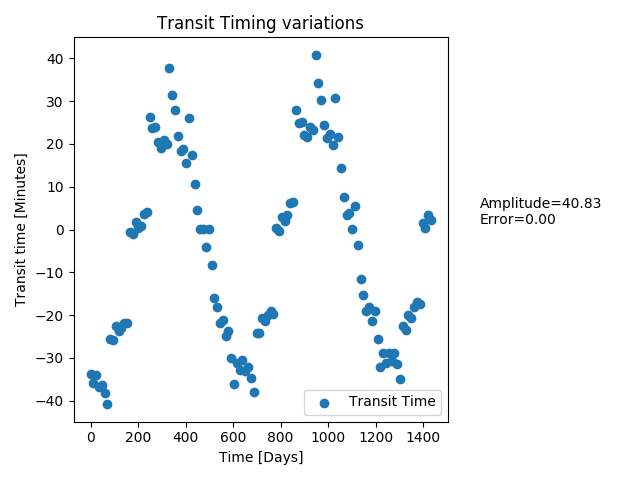 Transit Timing variations
Transit time [Minutes]
40
30
20
10
0
−10
−20
−30
−40
0 200 400 600 800 1000 1200 1400
Time [Days]
Transit Time
Amplitude=40.83
Error=0.00